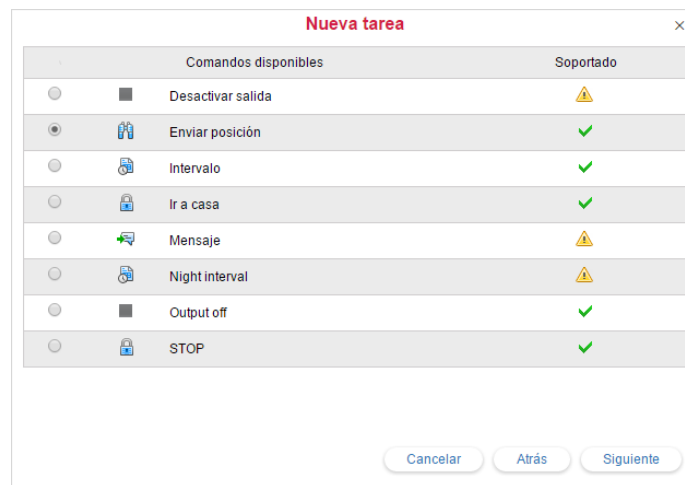 Nueva tarea
Comandos disponibles Soportado
Desactivar salida
Enviar posición
Intervalo
Ir a casa
Mensaje
Night interval
Output off
STOP
Cancelar Atrás Siguiente